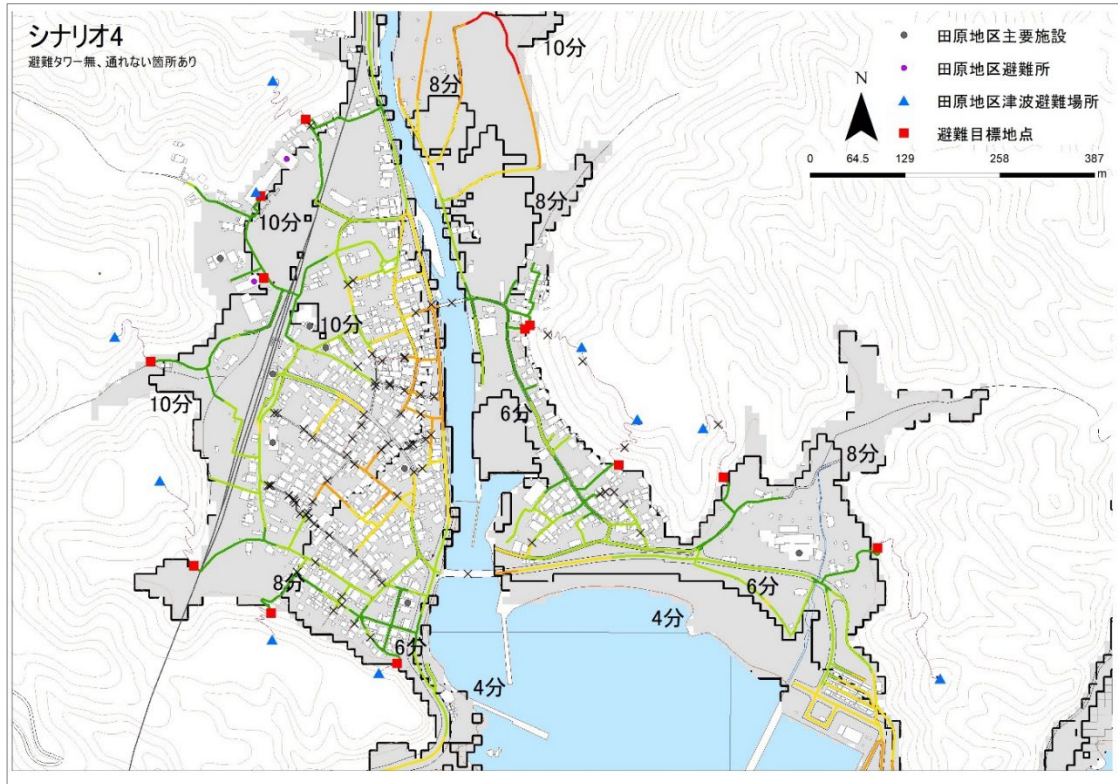 シナリオ4
避難タワー無、通れない箇所あり
田原地区主要施設
田原地区避難所
田原地区津波避難場所
避難目標地点
N
0 64.5 129 258 387
m
10分
8分
8分
10分
10分
10分
6分
8分
8分
6分
6分
4分
4分